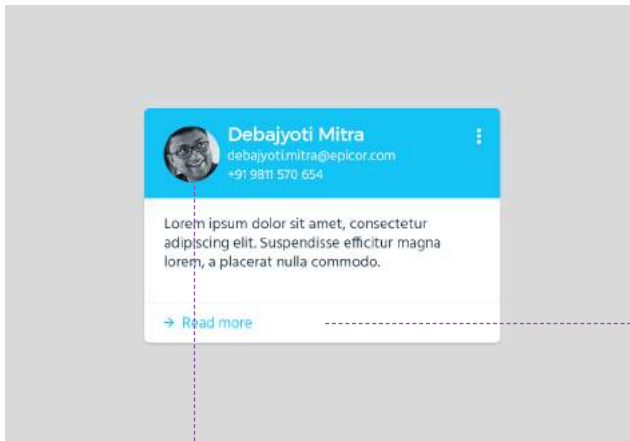 Debajyoti Mitra
debajyoti.mitra@epicor.com
+91 9811 570 654
Lorem ipsum dolor sit amet, consectetur
adipiscing elit. Suspendisse efficitur magna
lorem, a placerat nulla commodo.
→ Read more